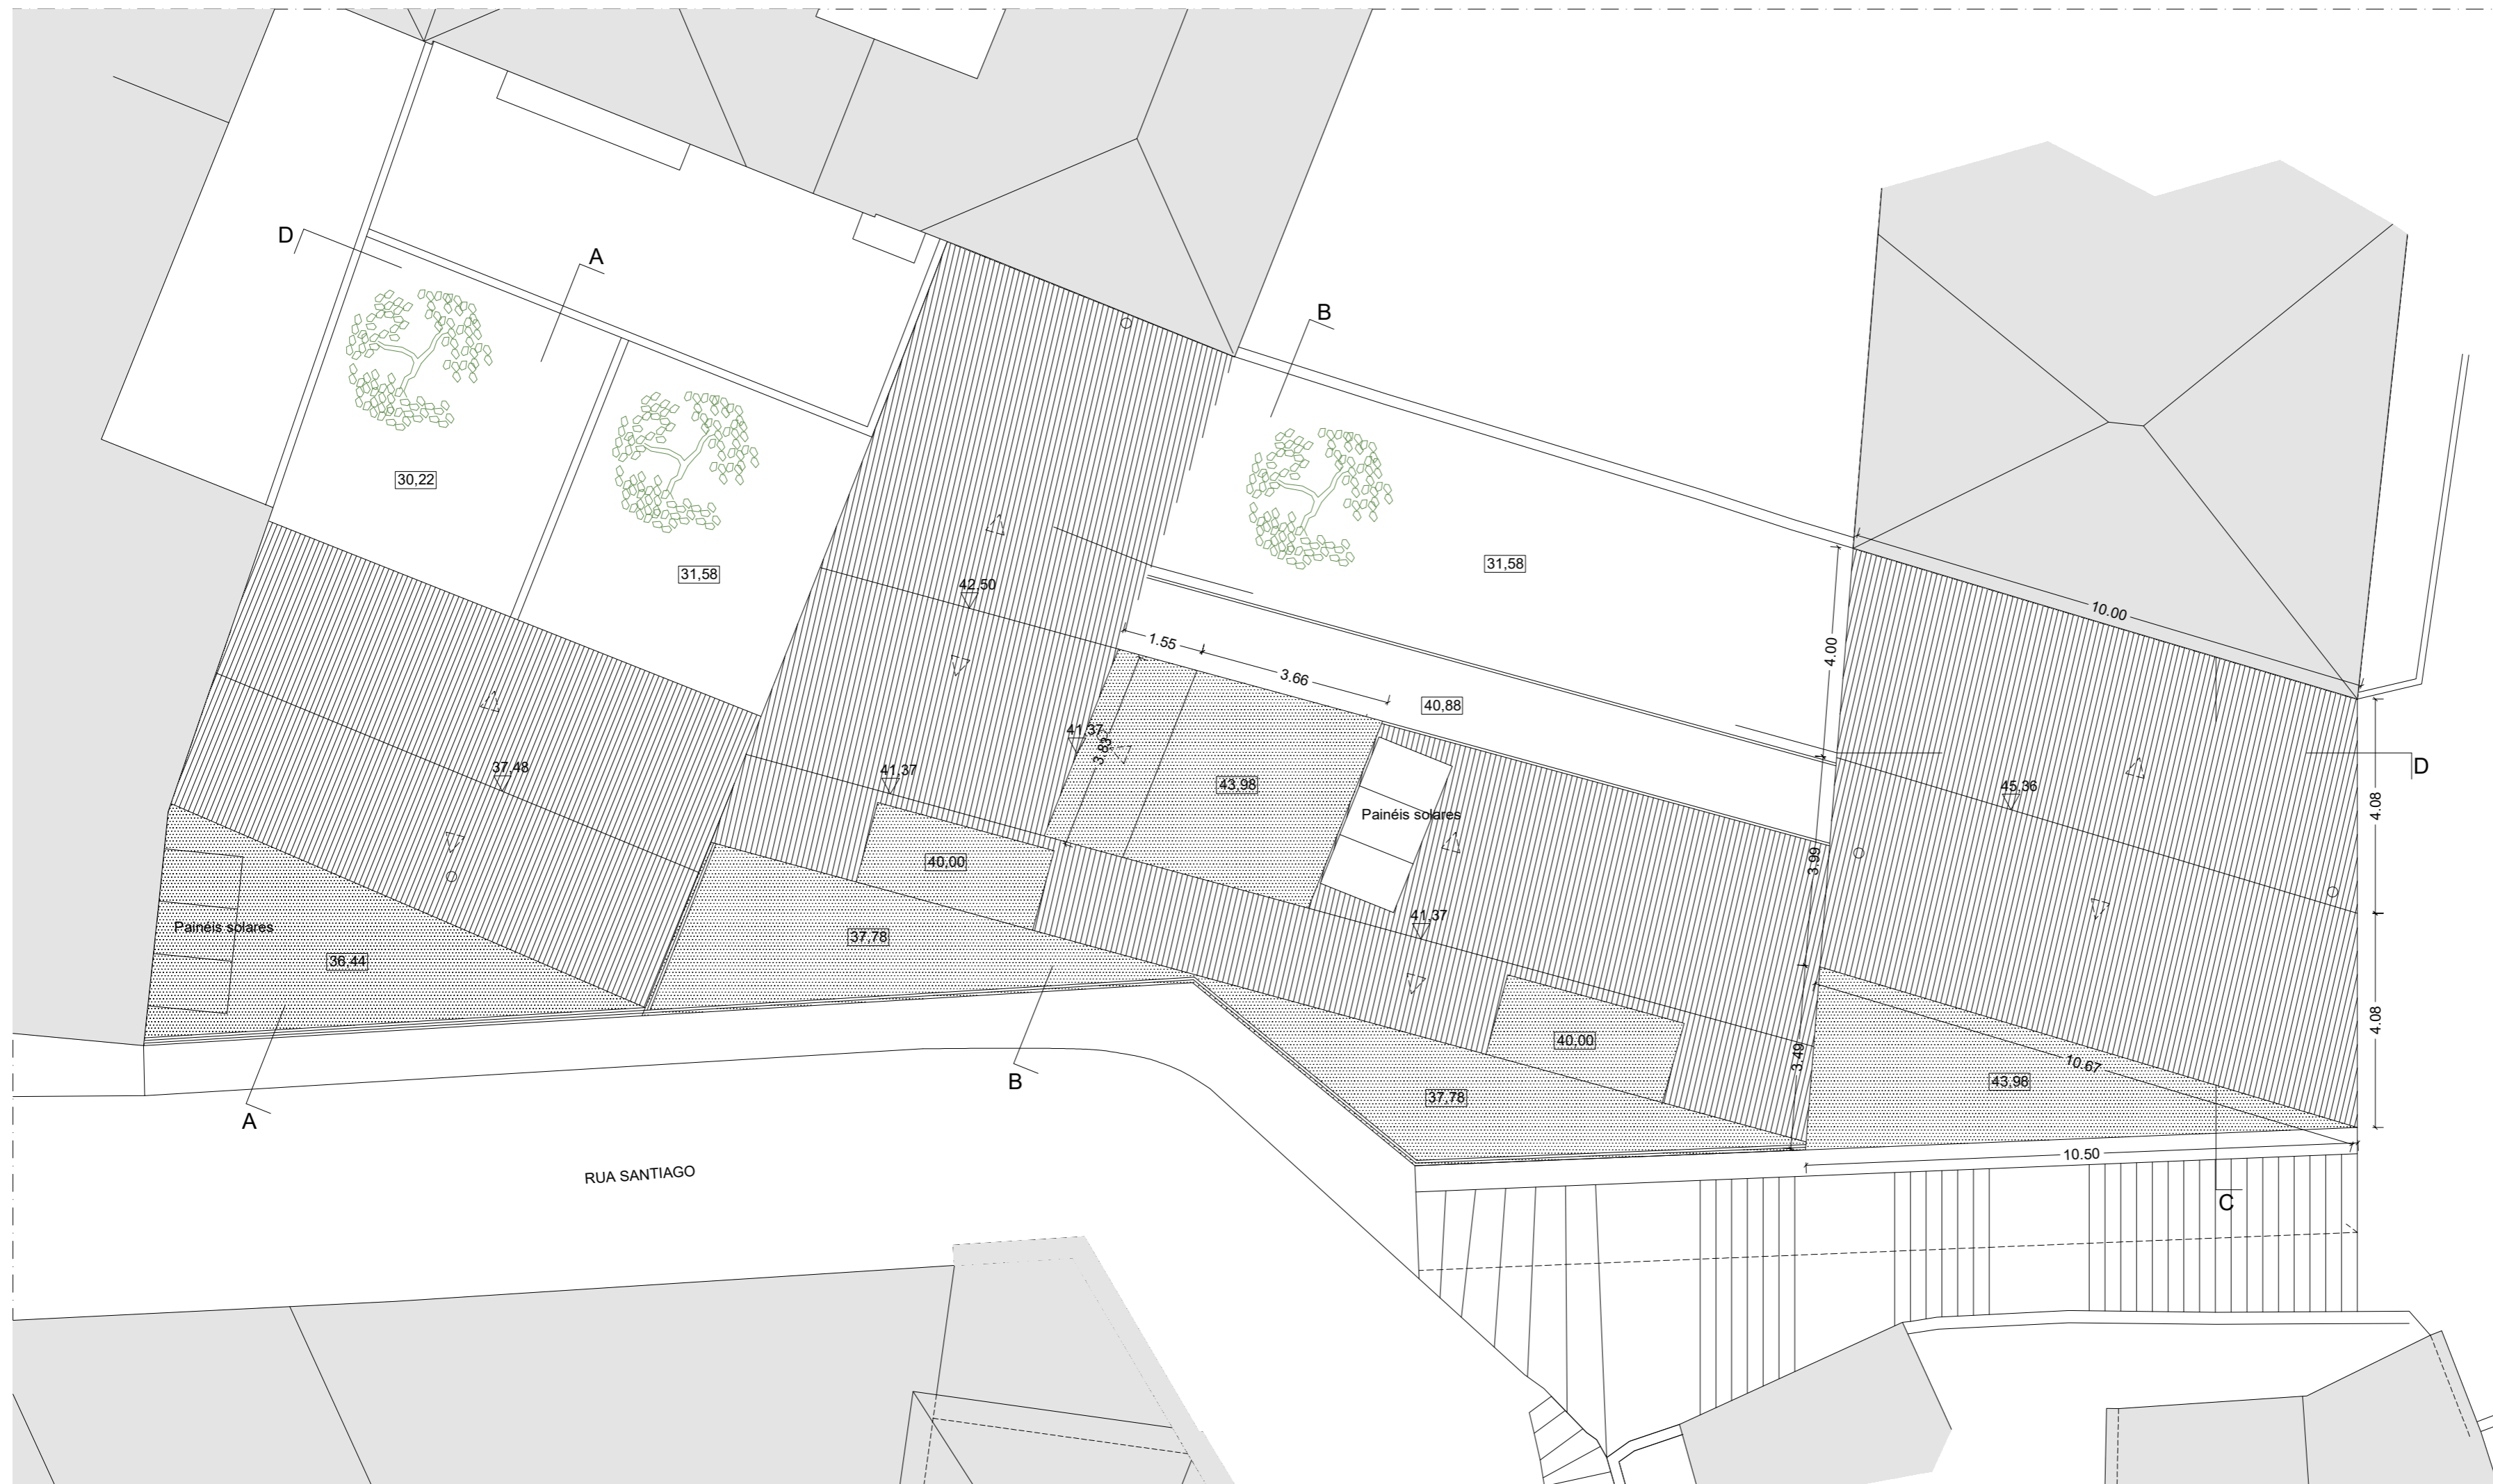 D
A
B
30,22
31,58
31,58
42,50
1.55
3.66
4.00
10.00
40,88
41,37
3.83
43,98
37,48
41,37
Painéis solares
45,36
D
4.08
40,00
3.99
Painéis solares
36,44
37,78
41,37
40,00
3.49
37,78
10.67
43,98
4.08
A
B
10.50
RUA SANTIAGO
C